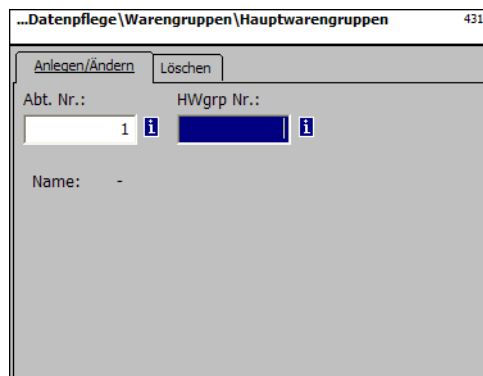 ...Datenpflege\Warengruppen\Hauptwarengruppen 431
Anlegen/Ändern Löschen
Abt. Nr.: HWgrp Nr.:
1 i i
Name: -